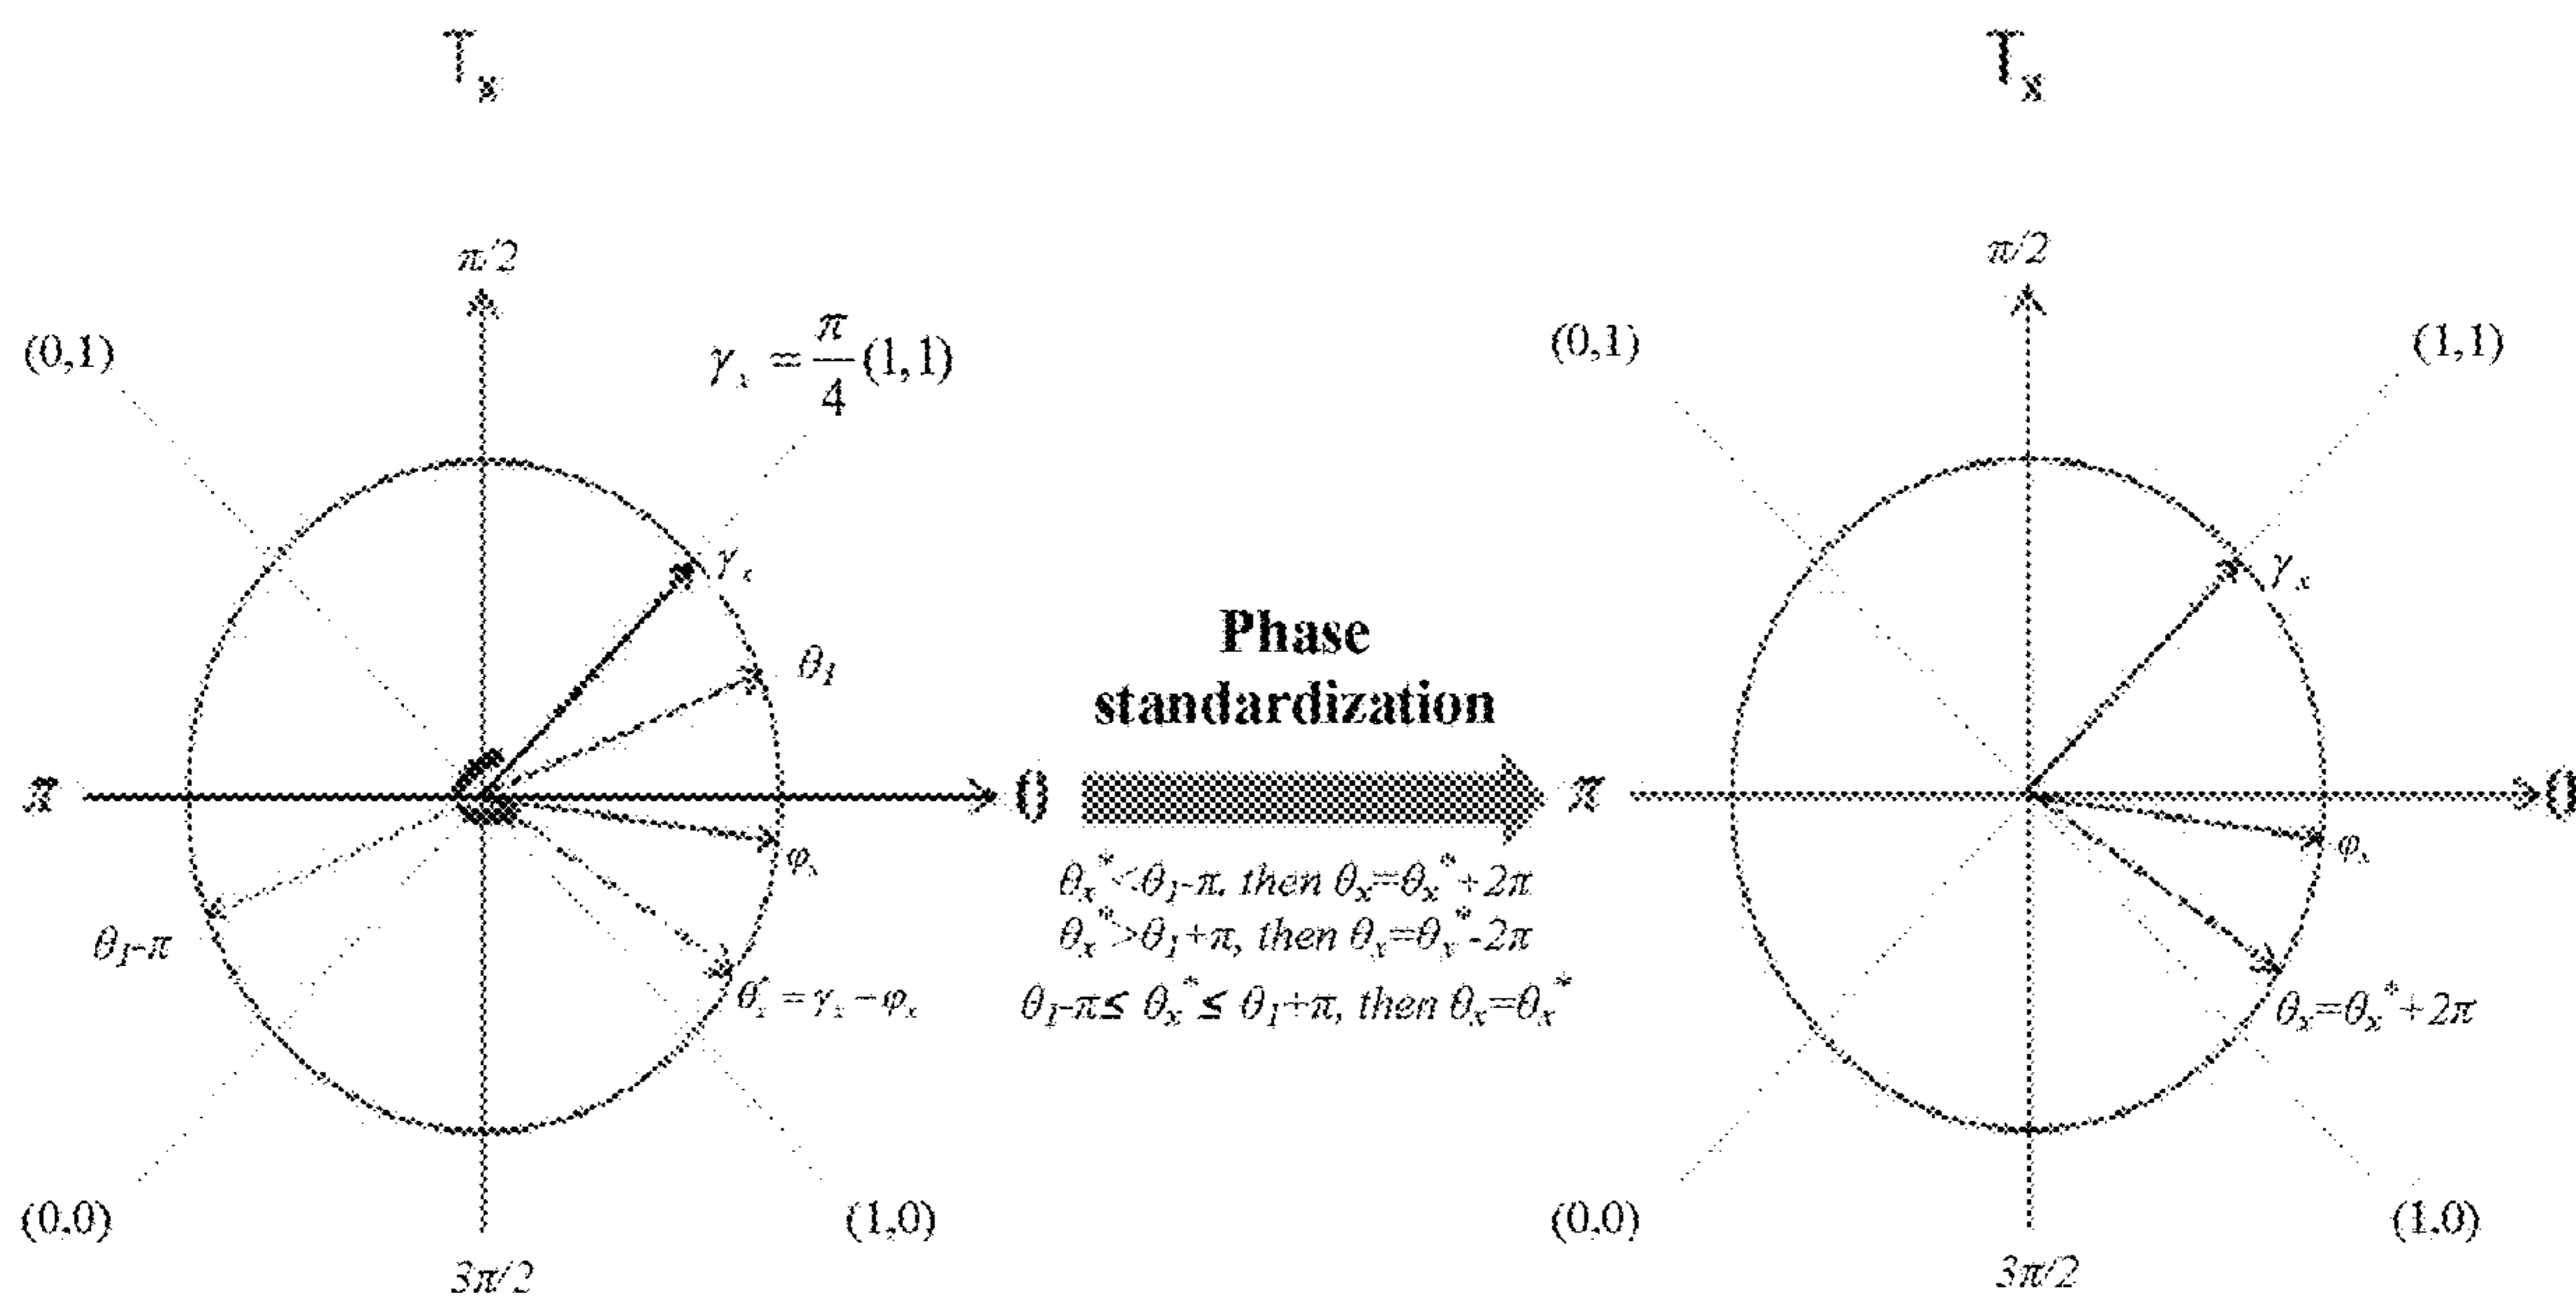 Tₓ
π/2
(0,1)
γₓ = π/4 (1,1)
γₓ
θ₁
π
0
φₓ
θ₁-π
θₓ* = γₓ − φₓ
(0,0)
(1,0)
3π/2
Phase
standardization
θₓ*<θ₁-π. then θₓ=θₓ*+2π
θₓ*>θ₁+π, then θₓ=θₓ*-2π
θ₁-π≤ θₓ* ≤ θ₁+π, then θₓ=θₓ*
Tₓ
π/2
(0,1)
(1,1)
γₓ
π
0
φₓ
θₓ=θₓ*+2π
(0,0)
(1,0)
3π/2